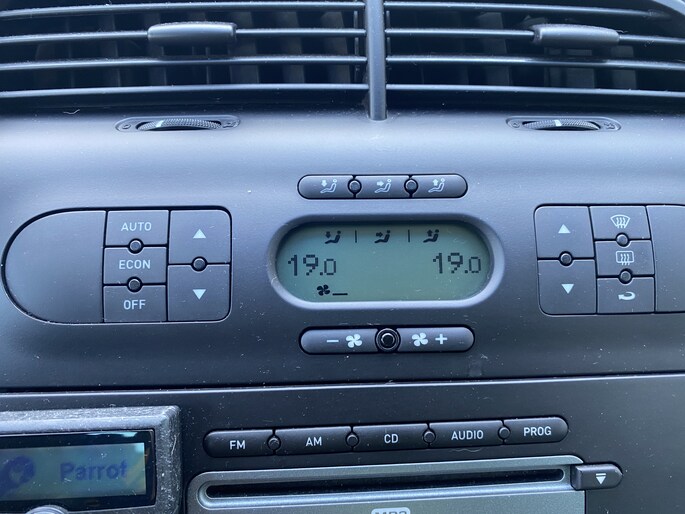 AUTO
ECON
OFF
19.0 19.0
− +
FM AM CD AUDIO PROG
Parrot